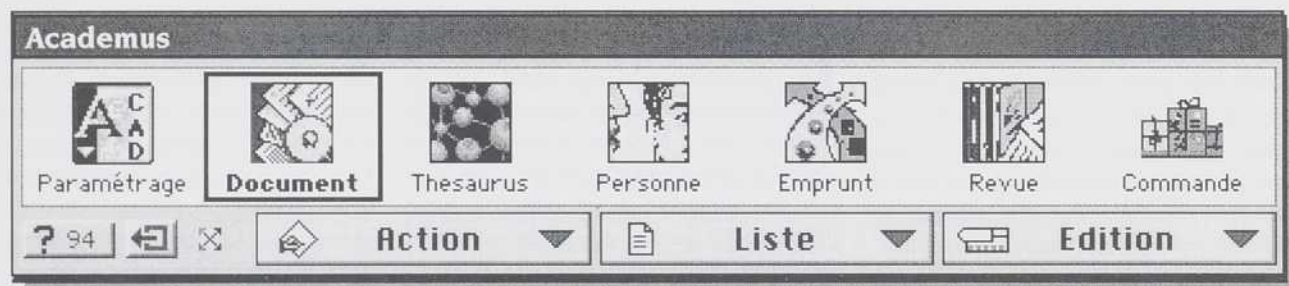 Academus
A C A D
Paramétrage Document Thesaurus Personne Emprunt Revue Commande
? 94 Action Liste Edition